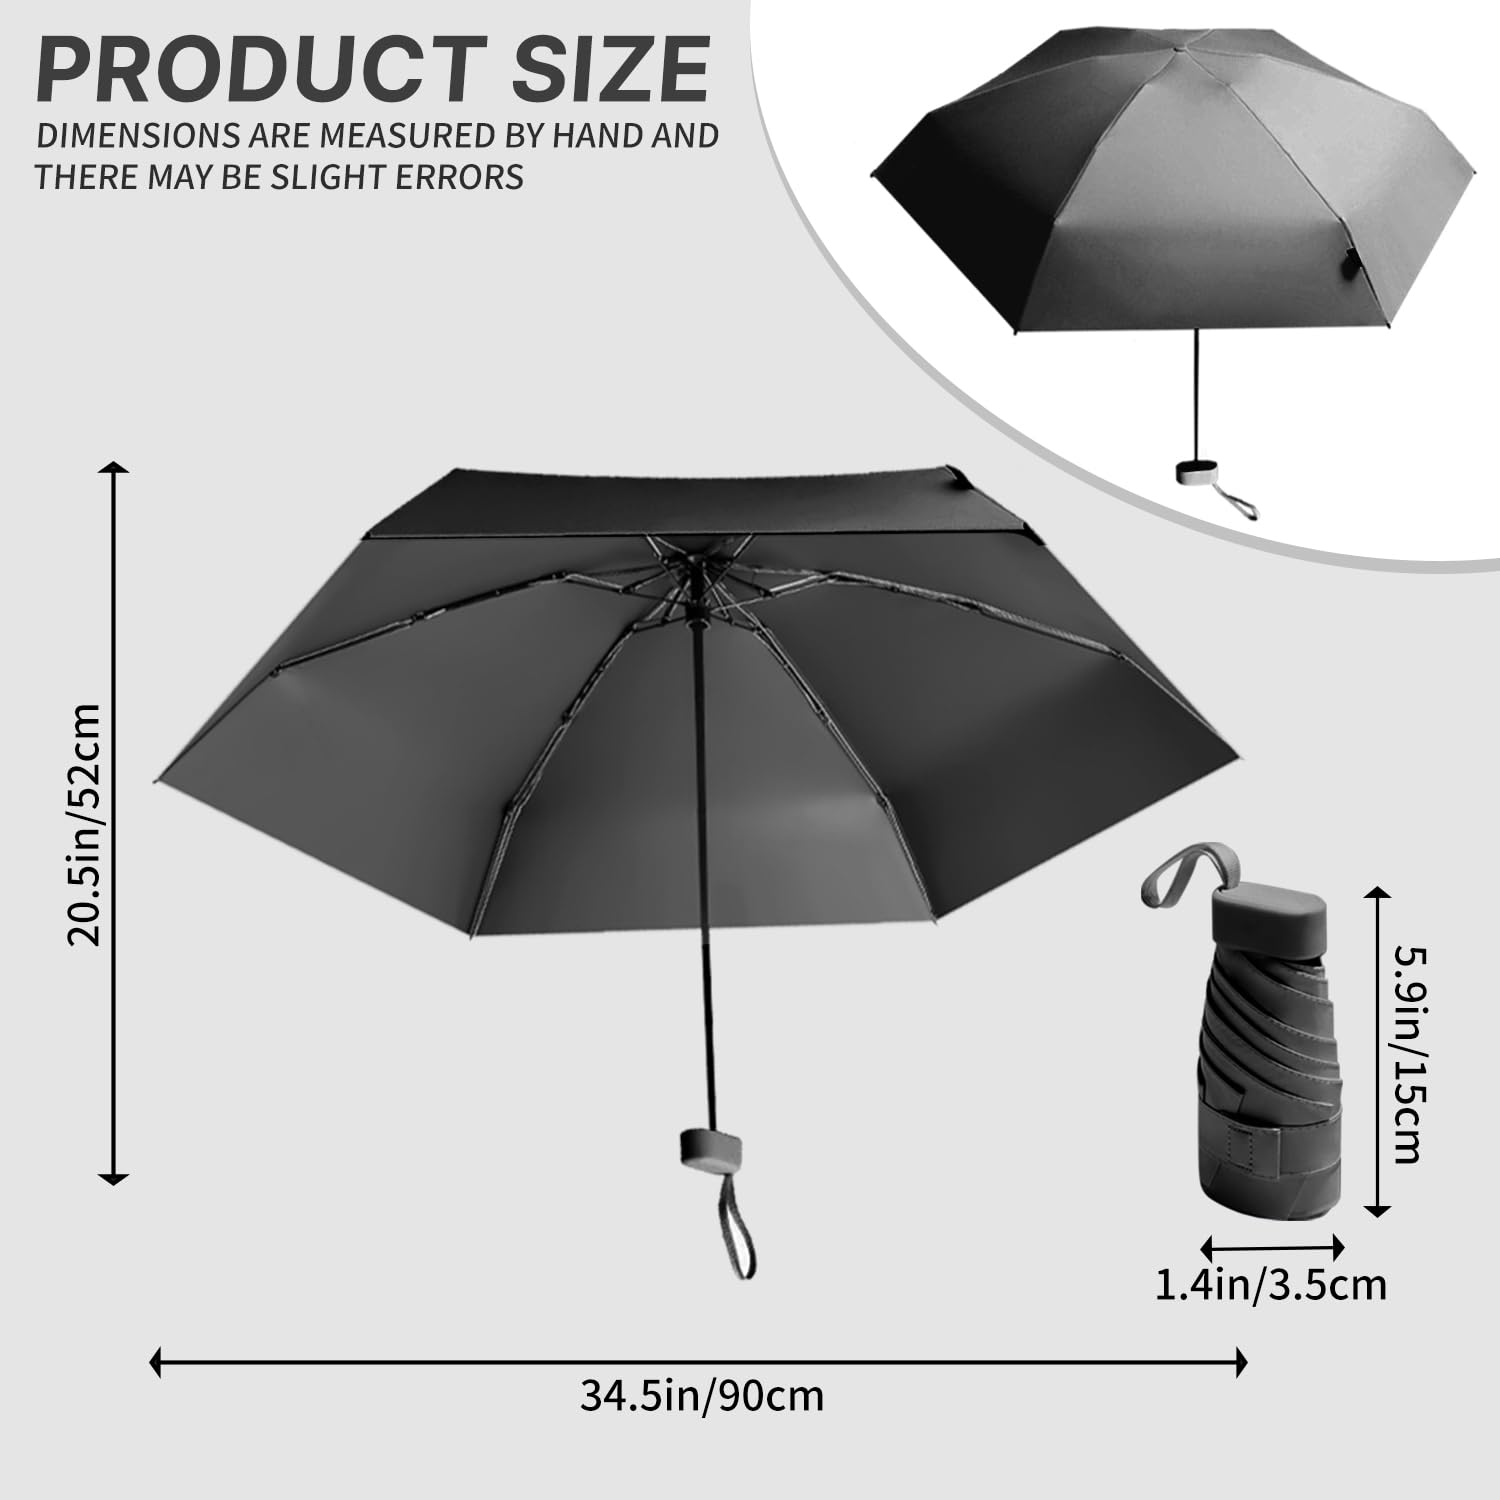 PRODUCT SIZE
DIMENSIONS ARE MEASURED BY HAND AND
THERE MAY BE SLIGHT ERRORS
20.5in/52cm
5.9in/15cm
1.4in/3.5cm
34.5in/90cm